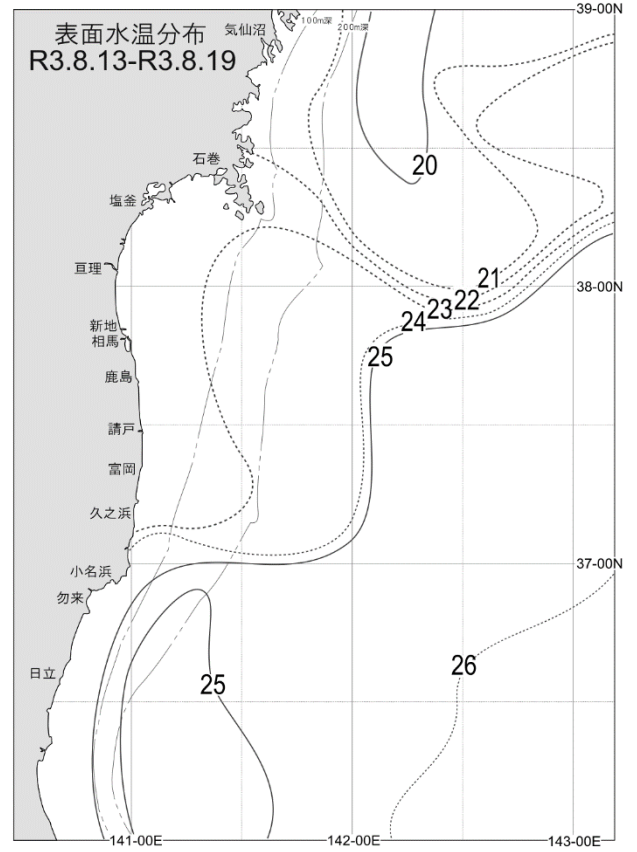 39-00N
表面水温分布
R3.8.13-R3.8.19
気仙沼
100m深
200m深
石巻
20
塩釜
亘理
38-00N
21
22
23
24
25
新地
相馬
鹿島
請戸
富岡
久之浜
小名浜
37-00N
勿来
日立
25
26
141-00E
142-00E
143-00E